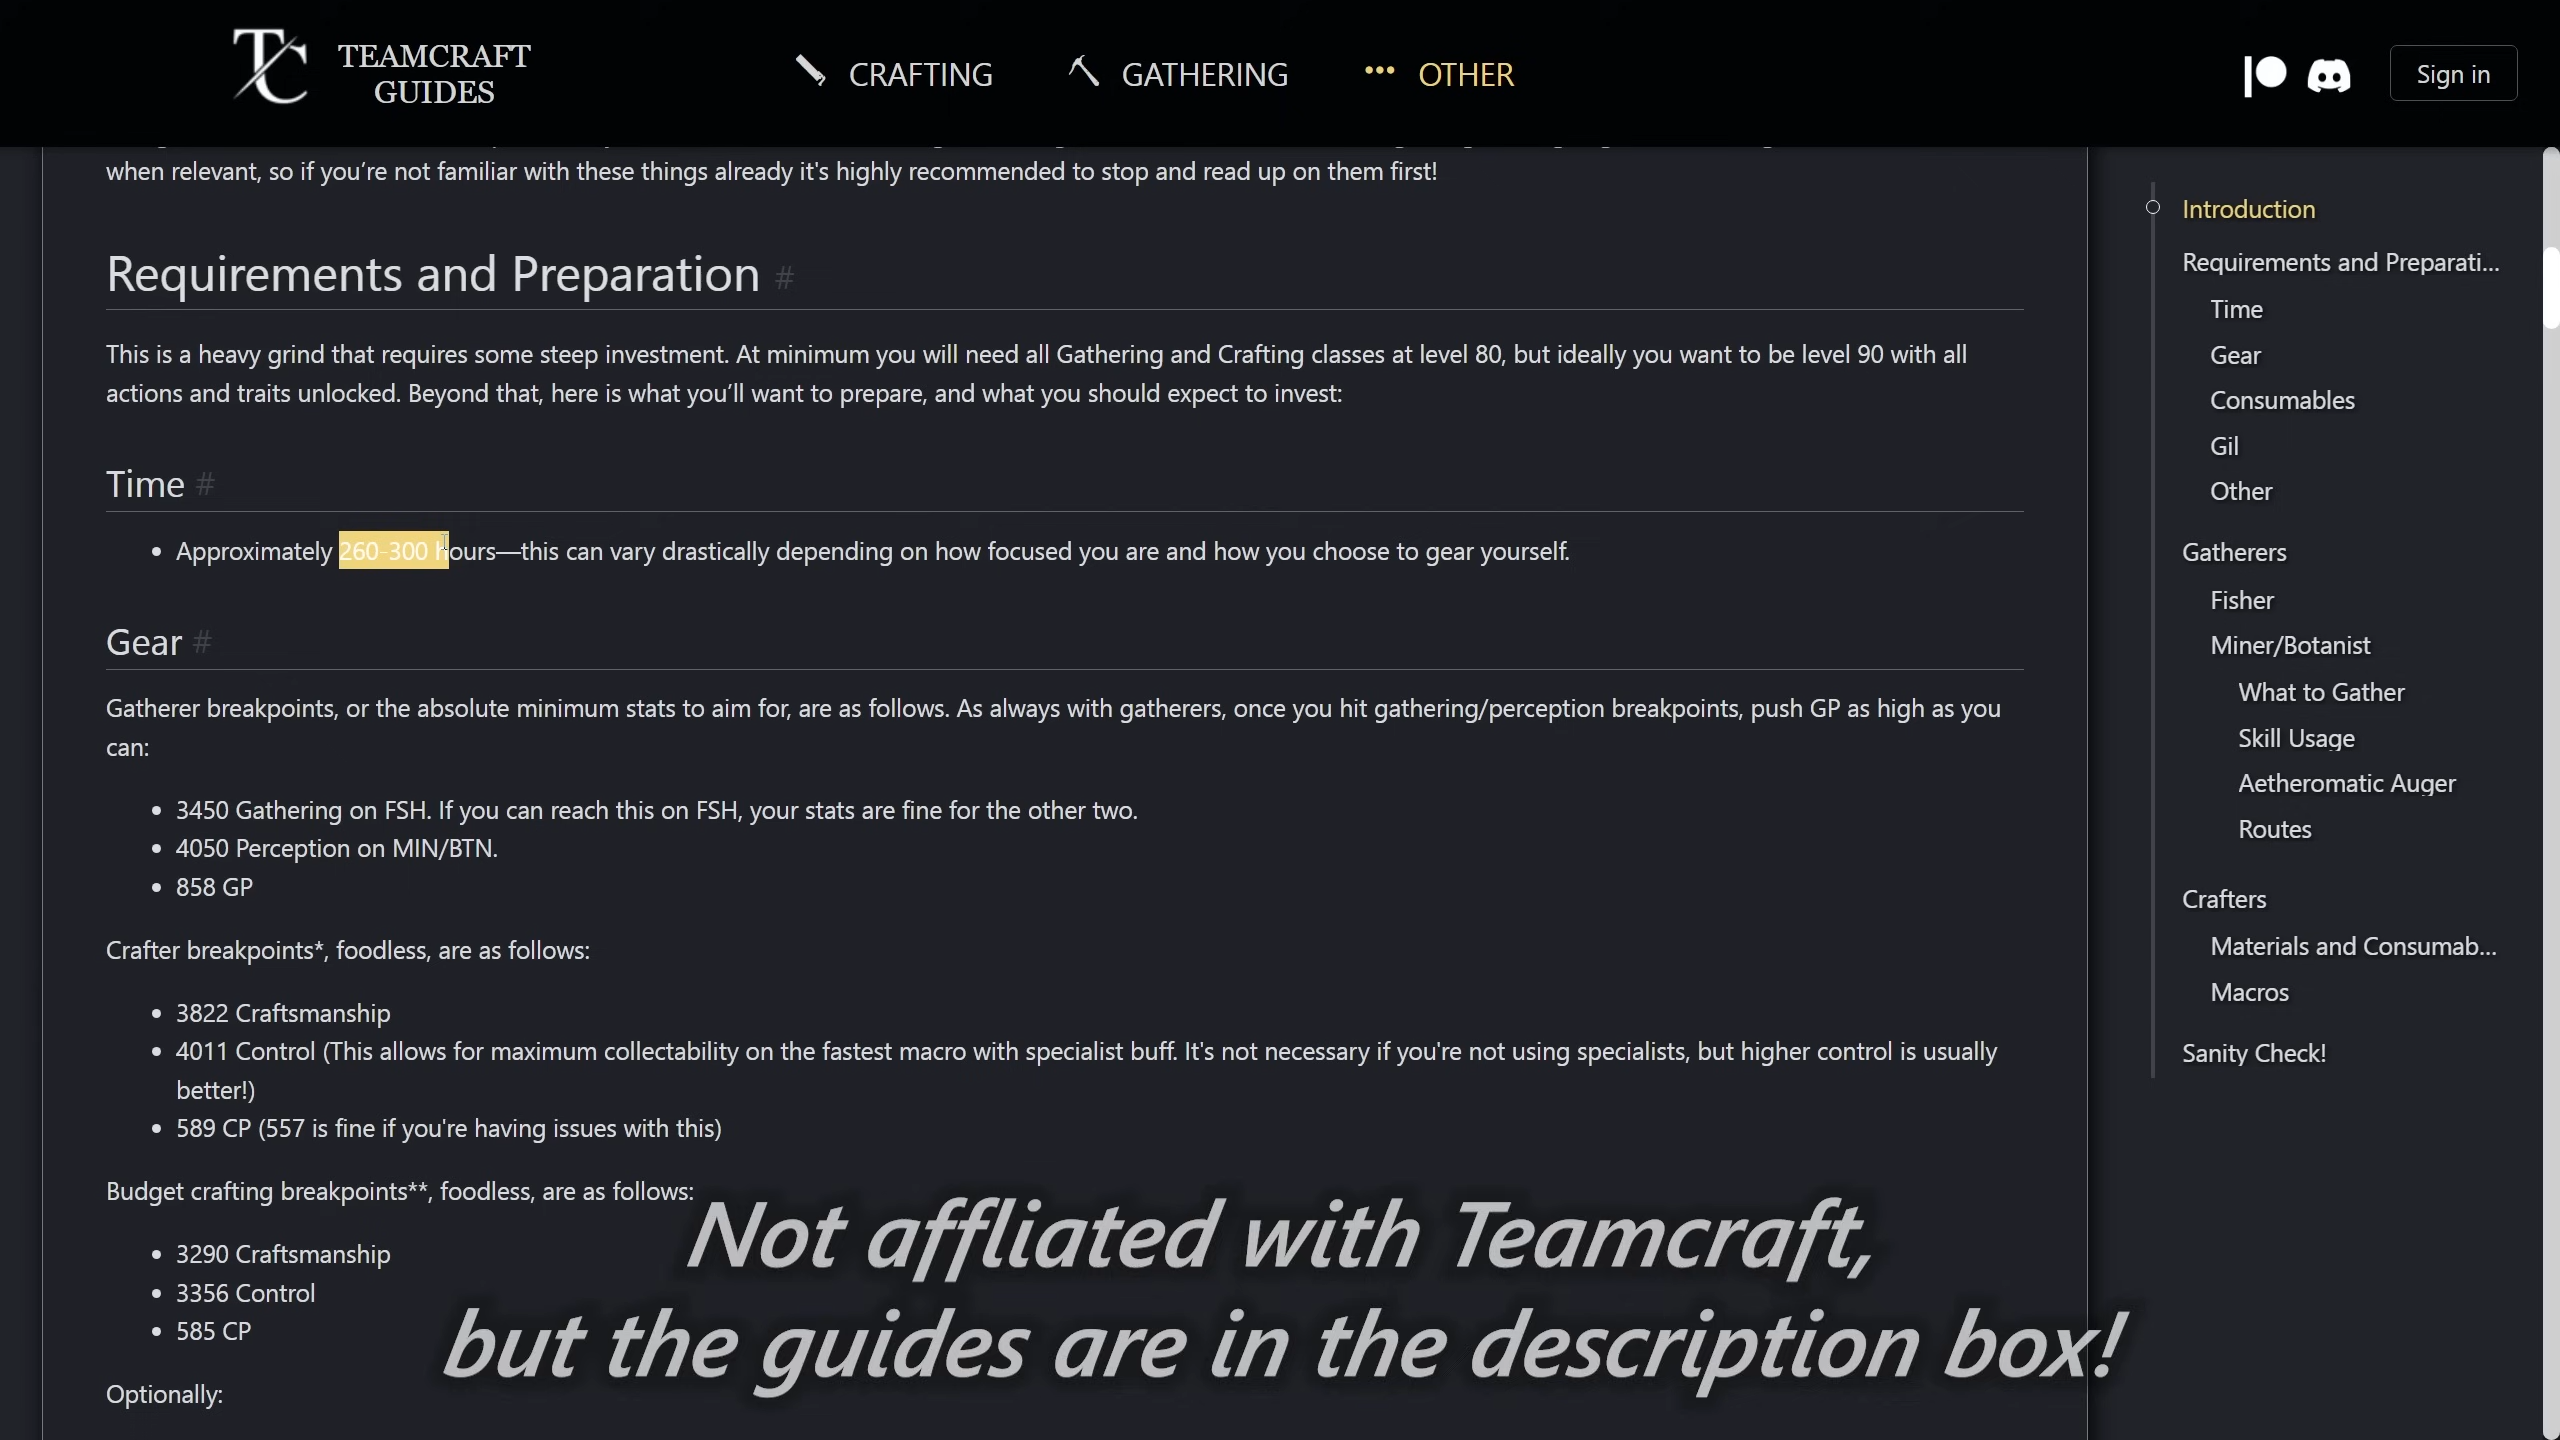 TEAMCRAFT
GUIDES
CRAFTING
GATHERING
OTHER
Sign in
when relevant, so if you’re not familiar with these things already it's highly recommended to stop and read up on them first!
Requirements and Preparation #
This is a heavy grind that requires some steep investment. At minimum you will need all Gathering and Crafting classes at level 80, but ideally you want to be level 90 with all
actions and traits unlocked. Beyond that, here is what you’ll want to prepare, and what you should expect to invest:
Time #
• Approximately 260-300 hours—this can vary drastically depending on how focused you are and how you choose to gear yourself.
Gear #
Gatherer breakpoints, or the absolute minimum stats to aim for, are as follows. As always with gatherers, once you hit gathering/perception breakpoints, push GP as high as you
can:
• 3450 Gathering on FSH. If you can reach this on FSH, your stats are fine for the other two.
• 4050 Perception on MIN/BTN.
• 858 GP
Crafter breakpoints*, foodless, are as follows:
• 3822 Craftsmanship
• 4011 Control (This allows for maximum collectability on the fastest macro with specialist buff. It's not necessary if you're not using specialists, but higher control is usually
better!)
• 589 CP (557 is fine if you're having issues with this)
Budget crafting breakpoints**, foodless, are as follows:
• 3290 Craftsmanship
• 3356 Control
• 585 CP
Optionally:
Not affliated with Teamcraft,
but the guides are in the description box!
Introduction
Requirements and Preparati...
Time
Gear
Consumables
Gil
Other
Gatherers
Fisher
Miner/Botanist
What to Gather
Skill Usage
Aetheromatic Auger
Routes
Crafters
Materials and Consumab...
Macros
Sanity Check!